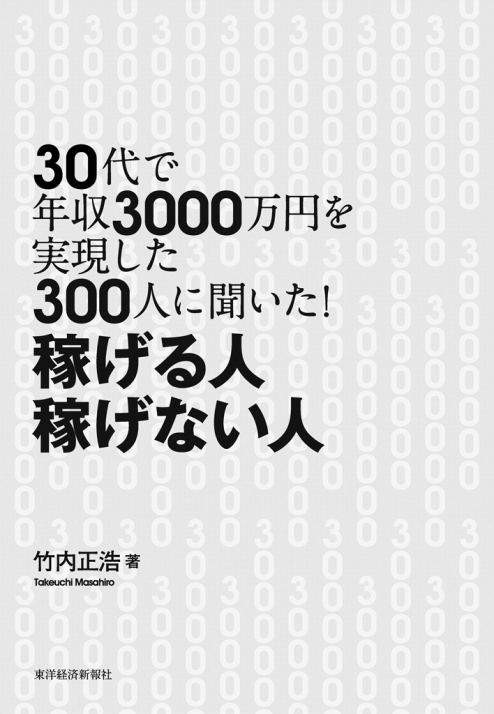 30代で
年収3000万円を
実現した
300人に聞いた!
稼げる人
稼げない人
竹内正浩 著
Takeuchi Masahiro
東洋経済新報社